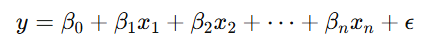 y = β₀ + β₁x₁ + β₂x₂ + ⋯ + βₙxₙ + ϵ